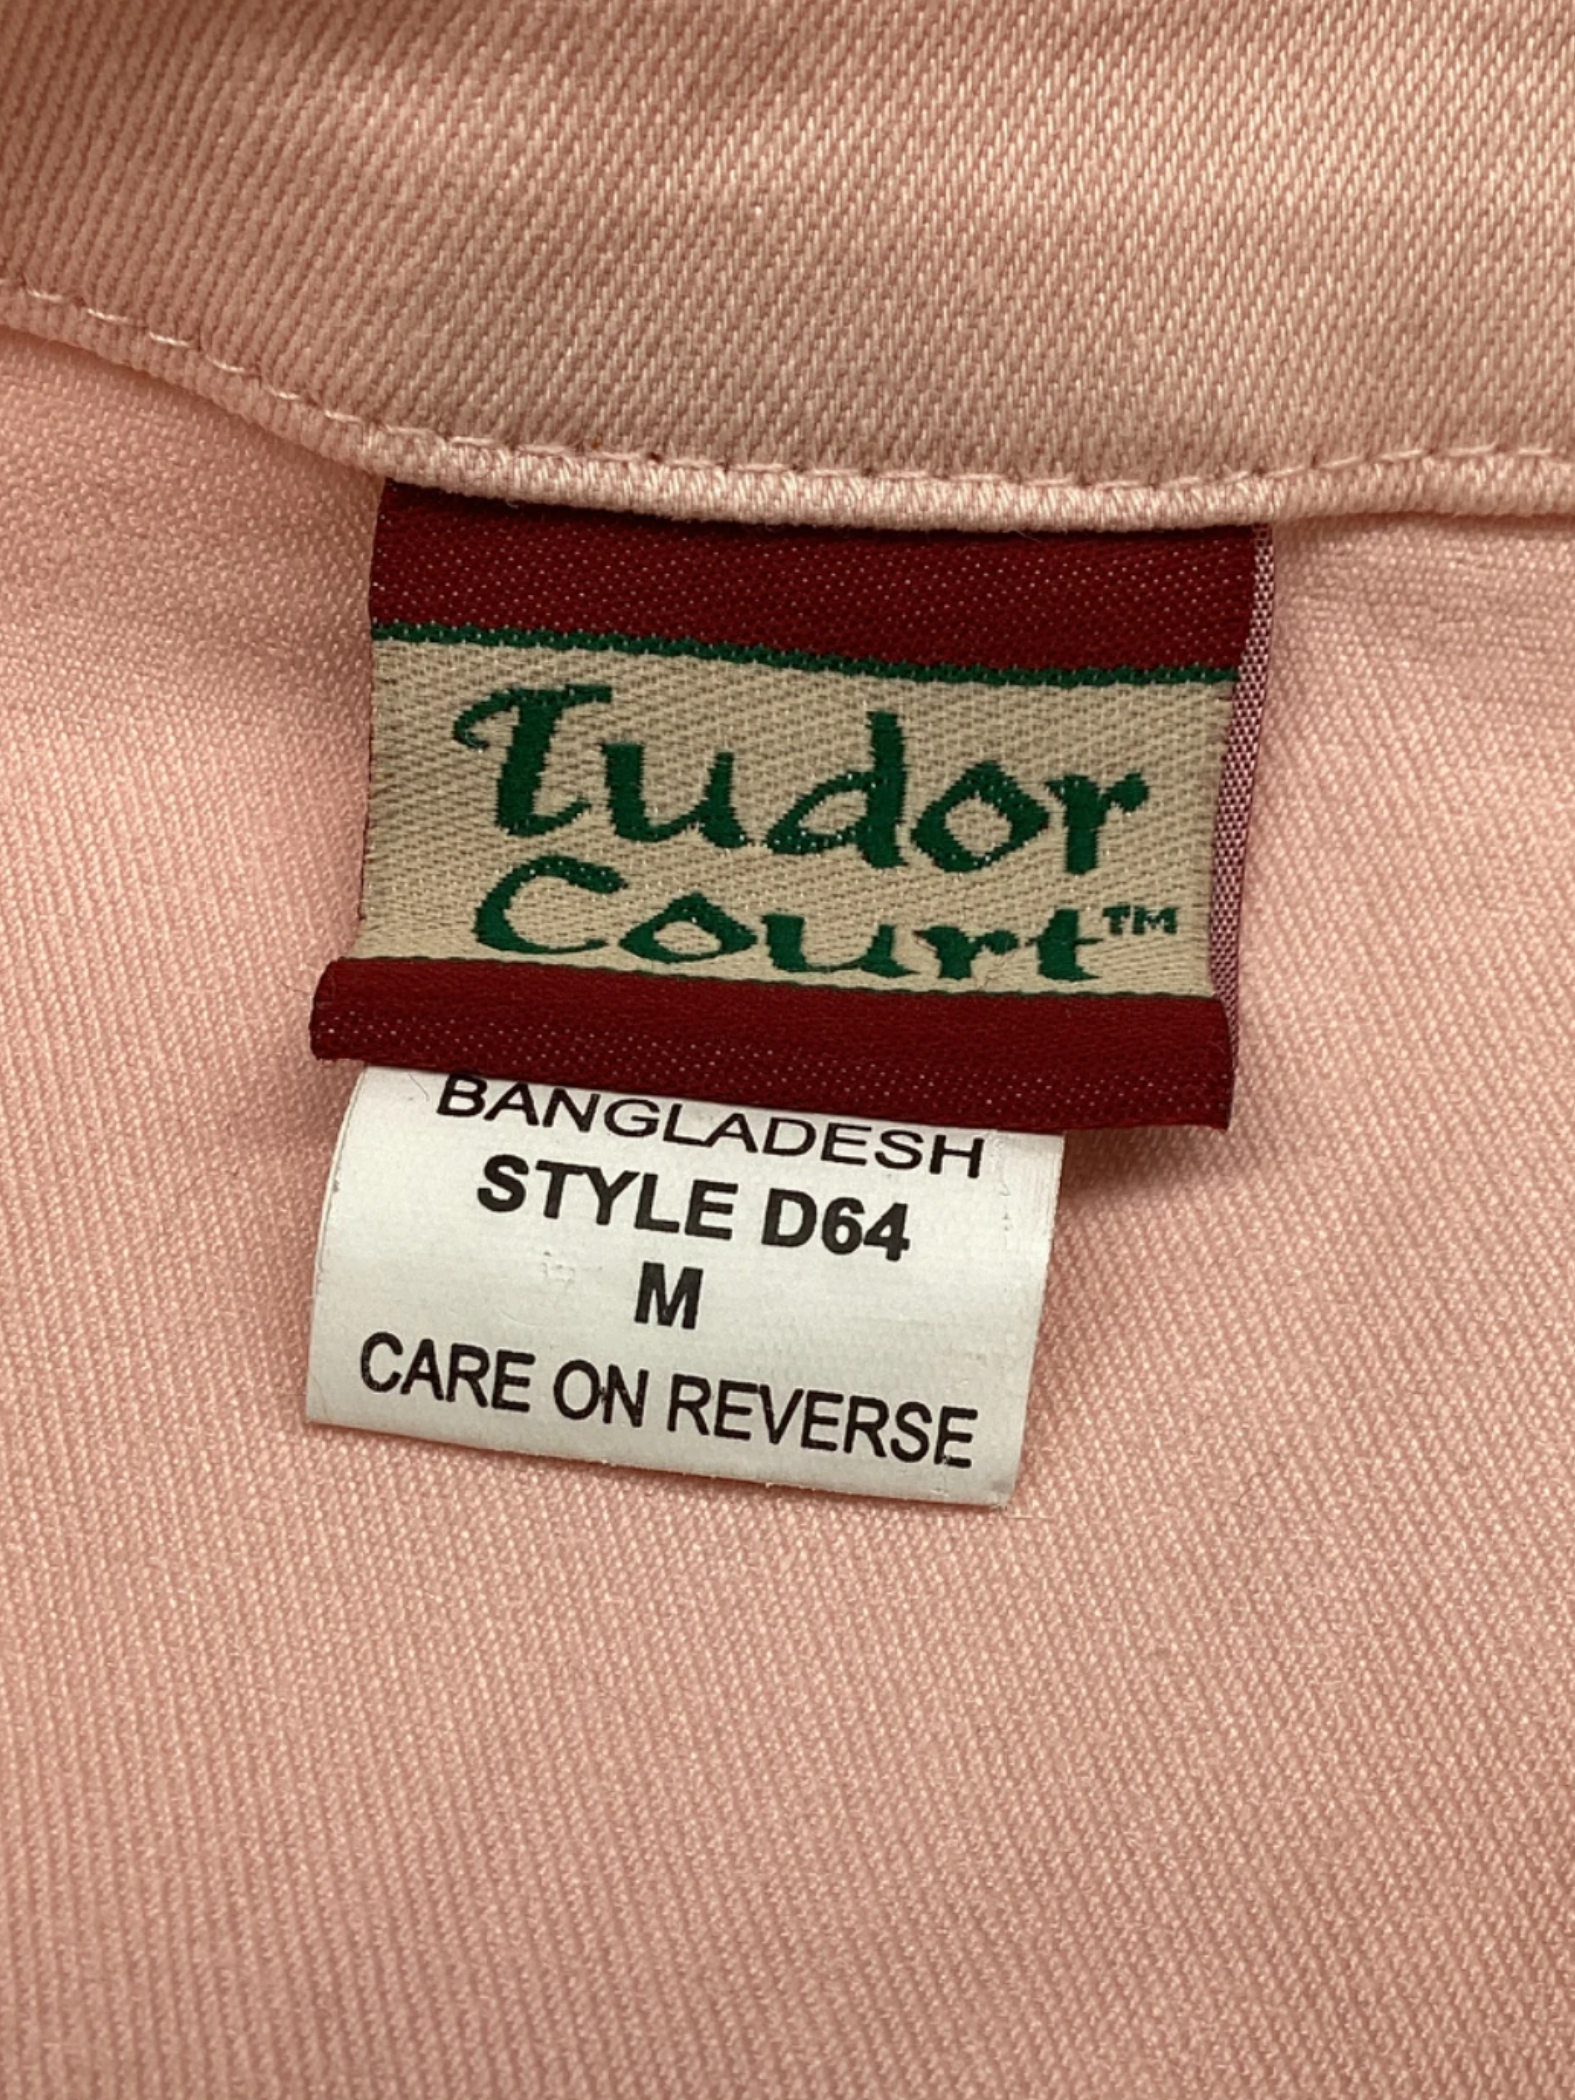 Tudor
Court™
BANGLADESH
STYLE D64
M
CARE ON REVERSE